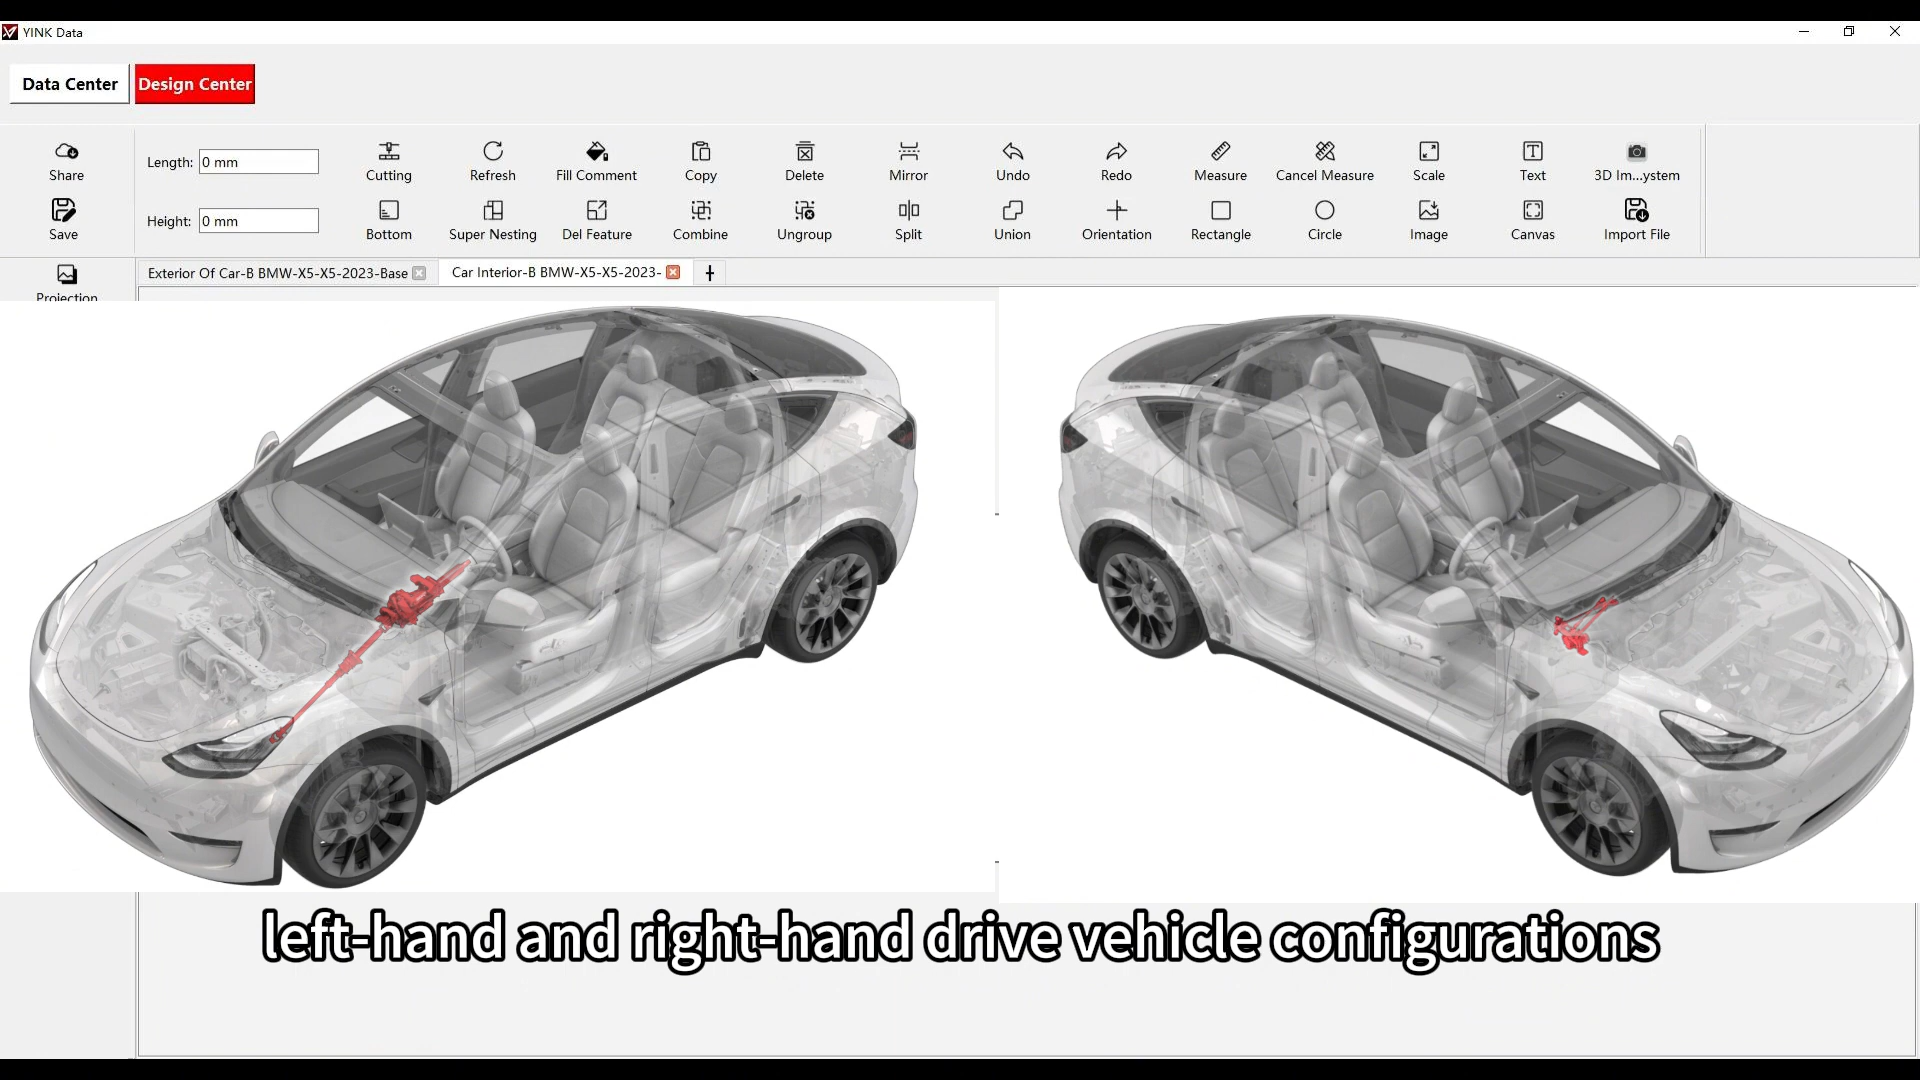 YINK Data
Data Center
Design Center
Share
Length: 0 mm
Cutting
Refresh
Fill Comment
Copy
Delete
Mirror
Undo
Redo
Measure
Cancel Measure
Scale
Text
3D Im...ystem
Save
Height: 0 mm
Bottom
Super Nesting
Del Feature
Combine
Ungroup
Split
Union
Orientation
Rectangle
Circle
Image
Canvas
Import File
Projection
Exterior Of Car-B BMW-X5-X5-2023-Base
Car Interior-B BMW-X5-X5-2023-
left-hand and right-hand drive vehicle configurations